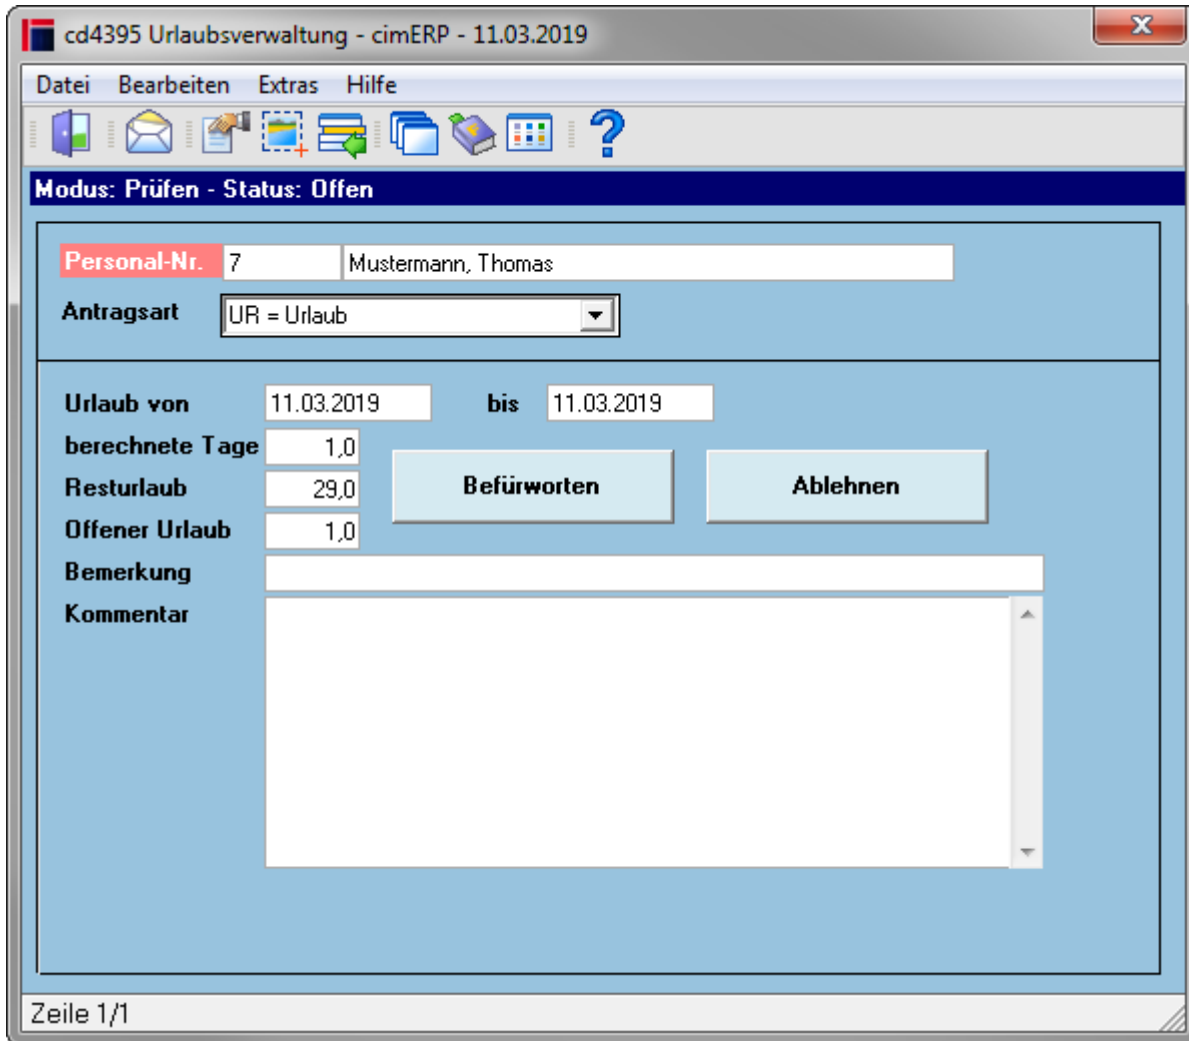 cd4395 Urlaubsverwaltung - cimERP - 11.03.2019
Datei Bearbeiten Extras Hilfe
Modus: Prüfen - Status: Offen
Personal-Nr. 7 Mustermann, Thomas
Antragsart UR = Urlaub
Urlaub von 11.03.2019 bis 11.03.2019
berechnete Tage 1,0
Resturlaub 29,0 Befürworten Ablehnen
Offener Urlaub 1,0
Bemerkung
Kommentar
Zeile 1/1